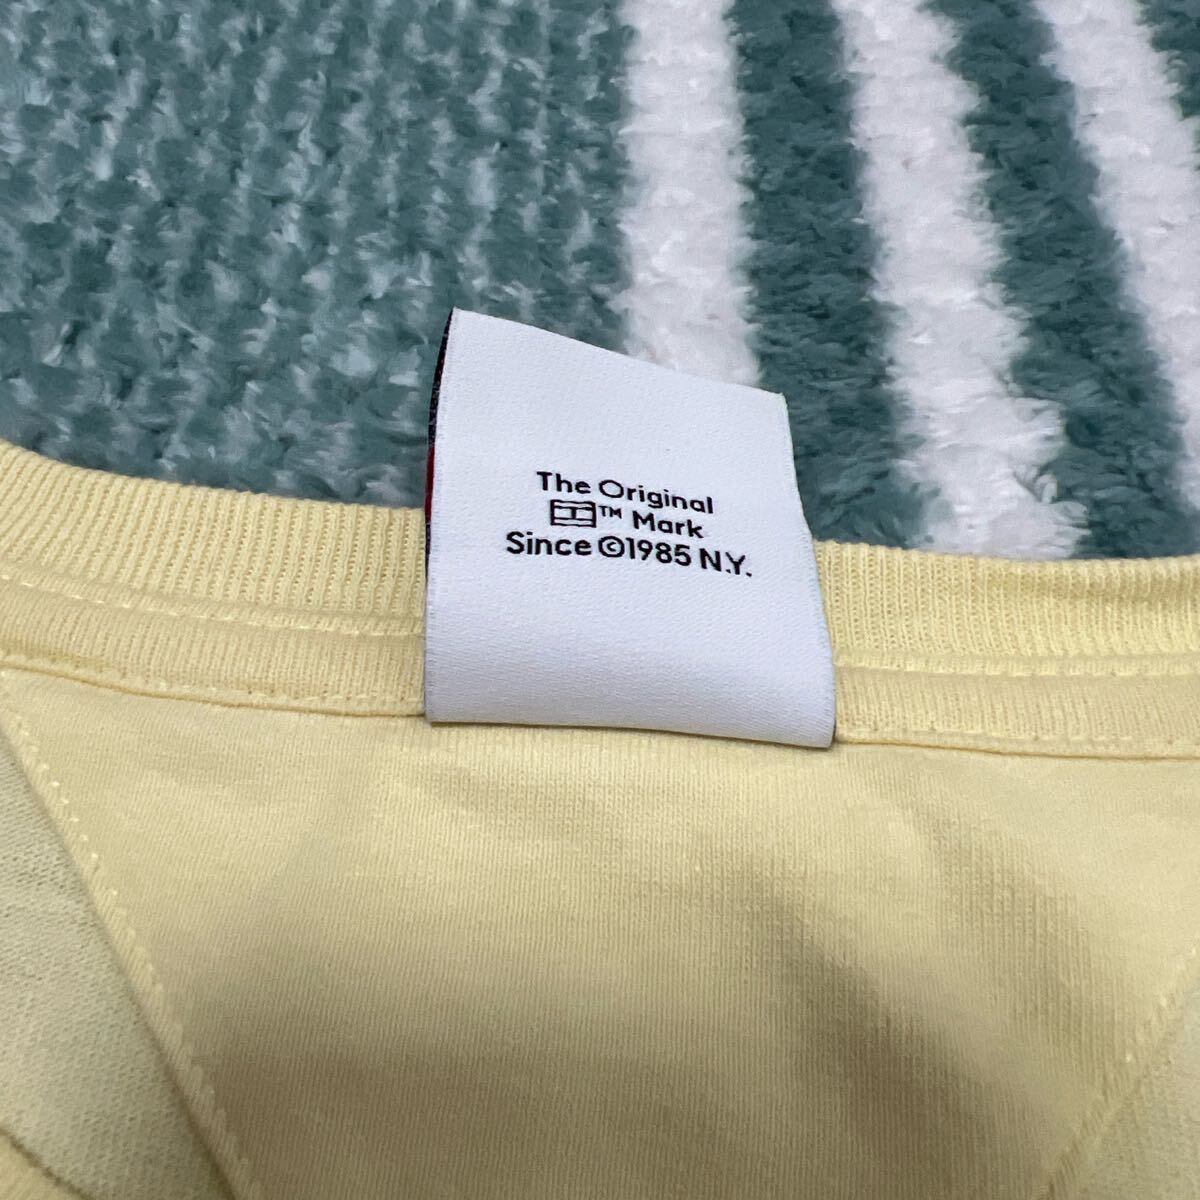 The Original
™ Mark
Since ©1985 N.Y.